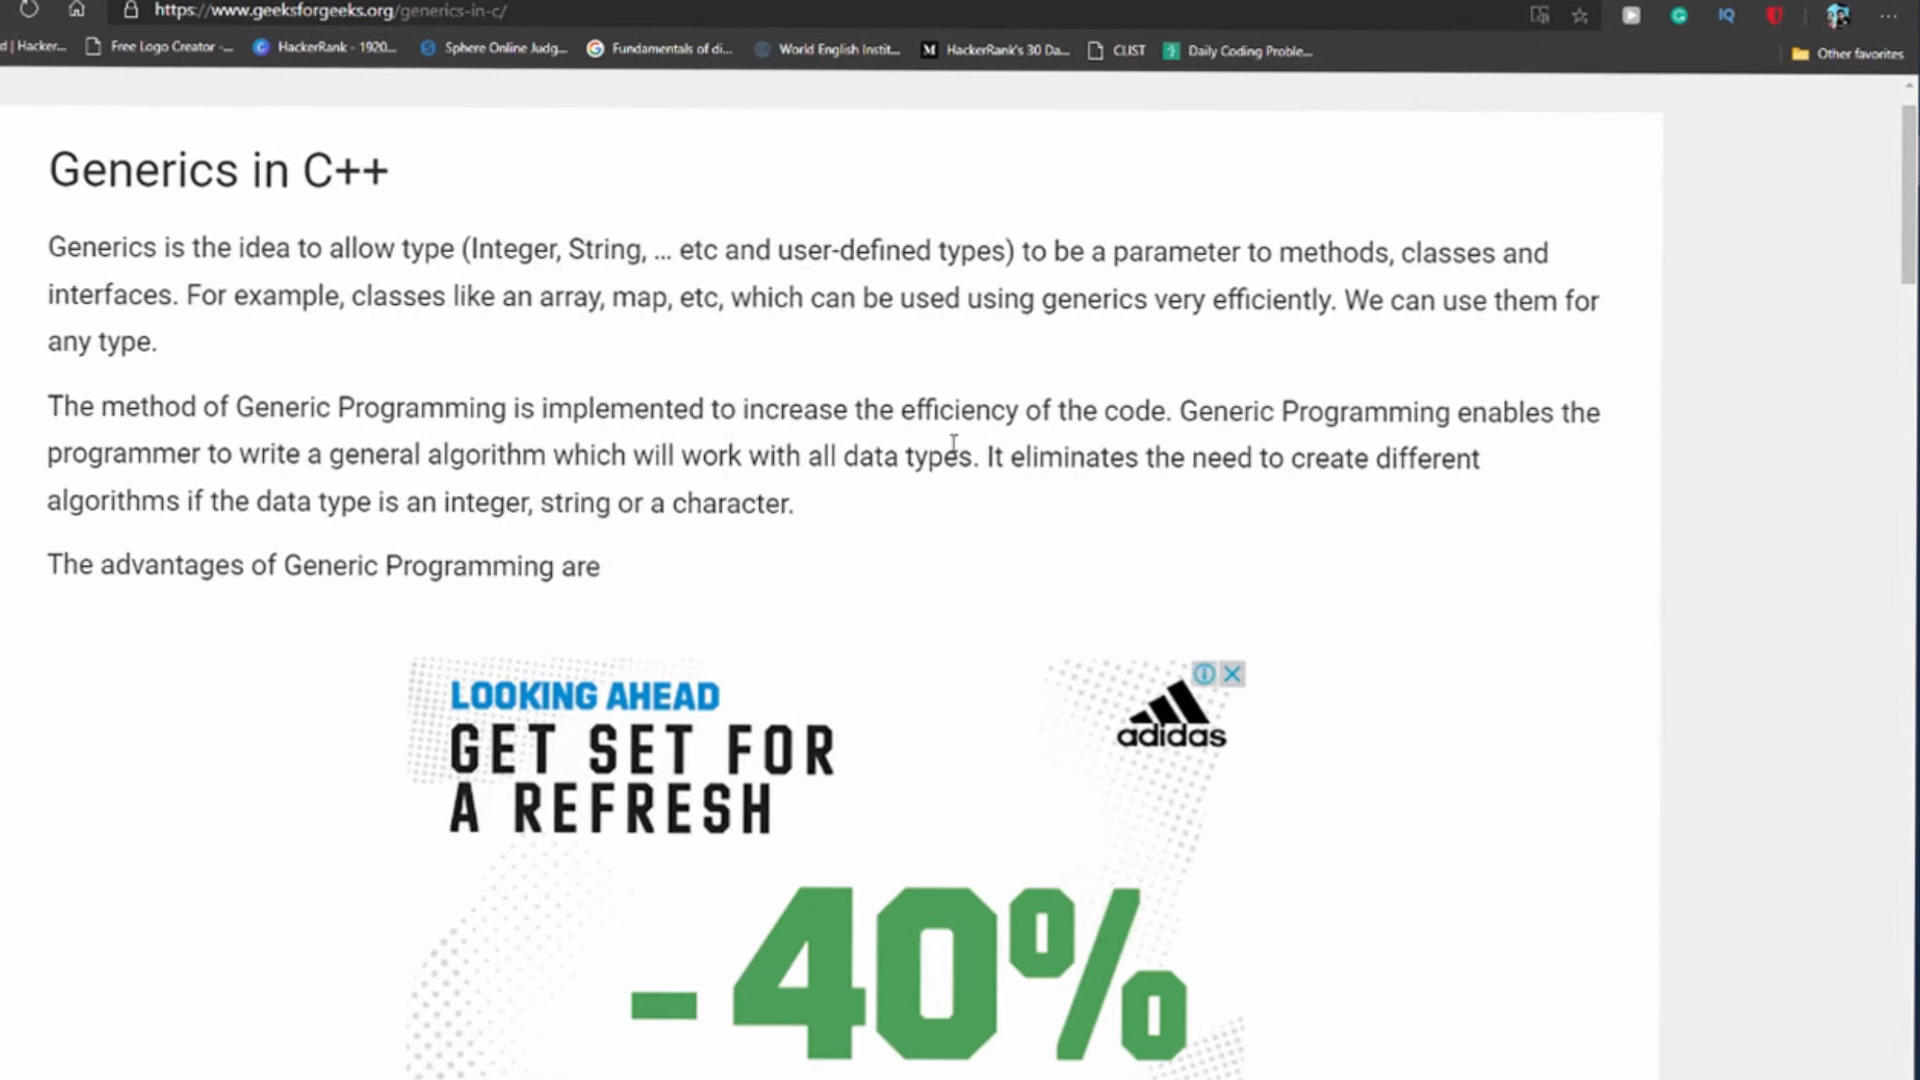 https://www.geeksforgeeks.org/generics-in-c/
d | Hacker... Free Logo Creator -... HackerRank - 1920... Sphere Online Judg... Fundamentals of di... World English Instit... M HackerRank's 30 Da... CLIST Daily Coding Proble... Other favorites
Generics in C++
Generics is the idea to allow type (Integer, String, ... etc and user-defined types) to be a parameter to methods, classes and
interfaces. For example, classes like an array, map, etc, which can be used using generics very efficiently. We can use them for
any type.
The method of Generic Programming is implemented to increase the efficiency of the code. Generic Programming enables the
programmer to write a general algorithm which will work with all data types. It eliminates the need to create different
algorithms if the data type is an integer, string or a character.
The advantages of Generic Programming are
LOOKING AHEAD
GET SET FOR
A REFRESH
adidas
-40%